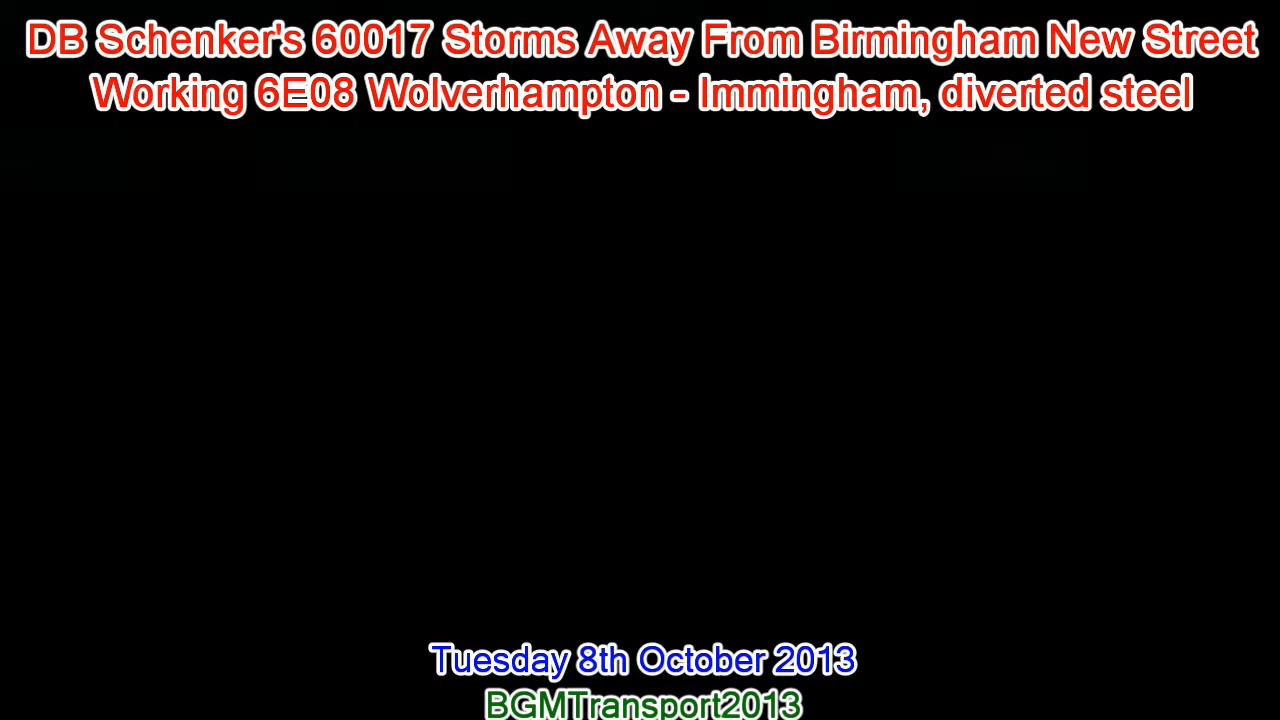 DB Schenker's 60017 Storms Away From Birmingham New Street
Working 6E08 Wolverhampton - Immingham, diverted steel
Tuesday 8th October 2013
BGMTransport2013